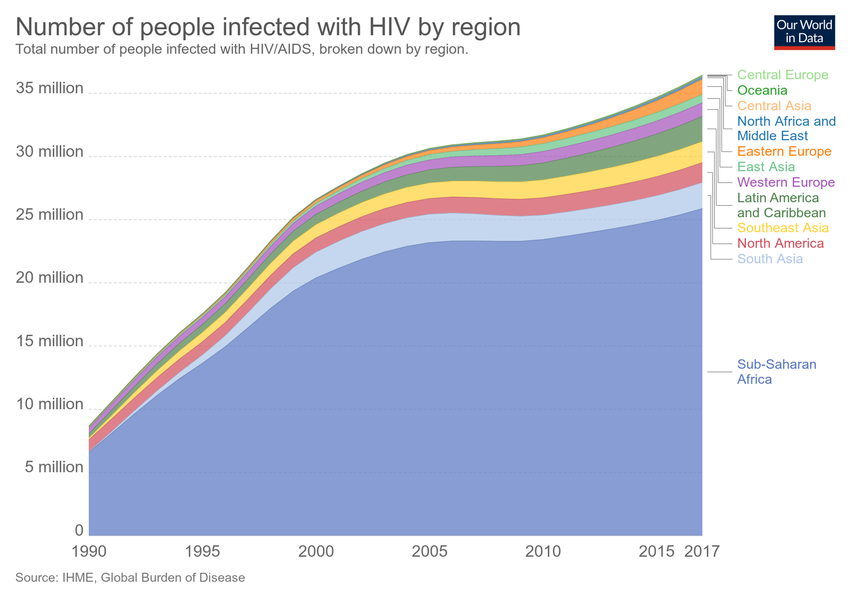 Number of people infected with HIV by region
Total number of people infected with HIV/AIDS, broken down by region.
Our World
in Data
35 million
30 million
25 million
20 million
15 million
10 million
5 million
0
1990
1995
2000
2005
2010
2015
2017
Central Europe
Oceania
Central Asia
North Africa and
Middle East
Eastern Europe
East Asia
Western Europe
Latin America
and Caribbean
Southeast Asia
North America
South Asia
Sub-Saharan
Africa
Source: IHME, Global Burden of Disease